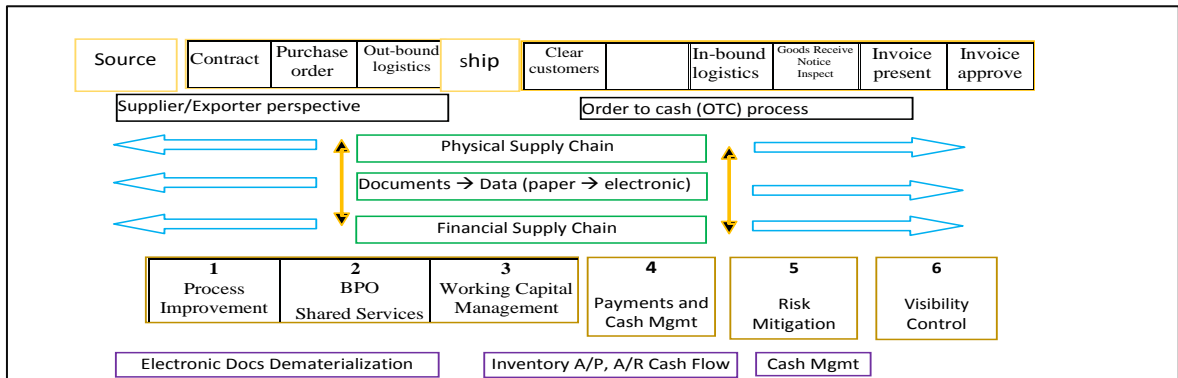 Source
Contract
Purchase
order
Out-bound
logistics
ship
Clear
customers
In-bound
logistics
Goods Receive
Notice
Inspect
Invoice
present
Invoice
approve
Supplier/Exporter perspective
Order to cash (OTC) process
Physical Supply Chain
Documents → Data (paper → electronic)
Financial Supply Chain
1
Process
Improvement
2
BPO
Shared Services
3
Working Capital
Management
4
Payments and
Cash Mgmt
5
Risk
Mitigation
6
Visibility
Control
Electronic Docs Dematerialization
Inventory A/P, A/R Cash Flow
Cash Mgmt